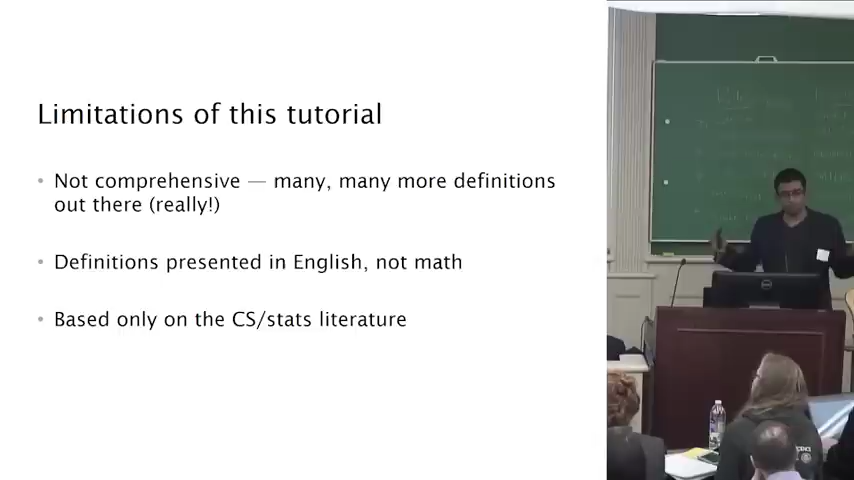 Limitations of this tutorial
• Not comprehensive — many, many more definitions
out there (really!)
• Definitions presented in English, not math
• Based only on the CS/stats literature